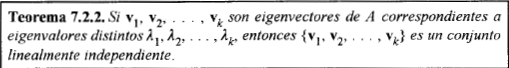 Teorema 7.2.2. Si v₁, v₂, . . . , vₖ son eigenvectores de A correspondientes a
eigenvalores distintos λ₁, λ₂, . . . , λₖ, entonces {v₁, v₂, . . . , vₖ} es un conjunto
linealmente independiente.